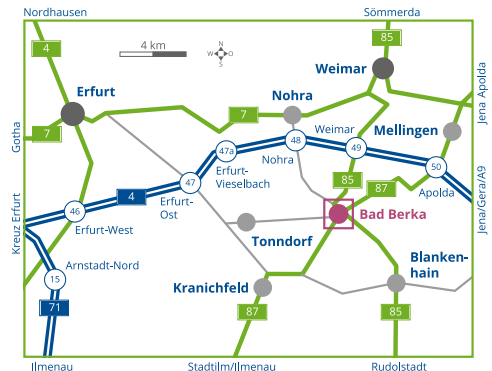 Nordhausen
Sömmerda
4
4 km
N
W
O
S
85
Weimar
Jena Apolda
Erfurt
Nohra
7
7
Gotha
Weimar
Mellingen
48
47a
Nohra
49
50
Erfurt-
Vieselbach
47
85
87
Apolda
4
Erfurt-
Ost
46
Erfurt-West
Kreuz Erfurt
Bad Berka
Jena/Gera/A9
Tonndorf
Arnstadt-Nord
15
Blanken-
hain
Kranichfeld
71
87
85
Ilmenau
Stadtilm/Ilmenau
Rudolstadt